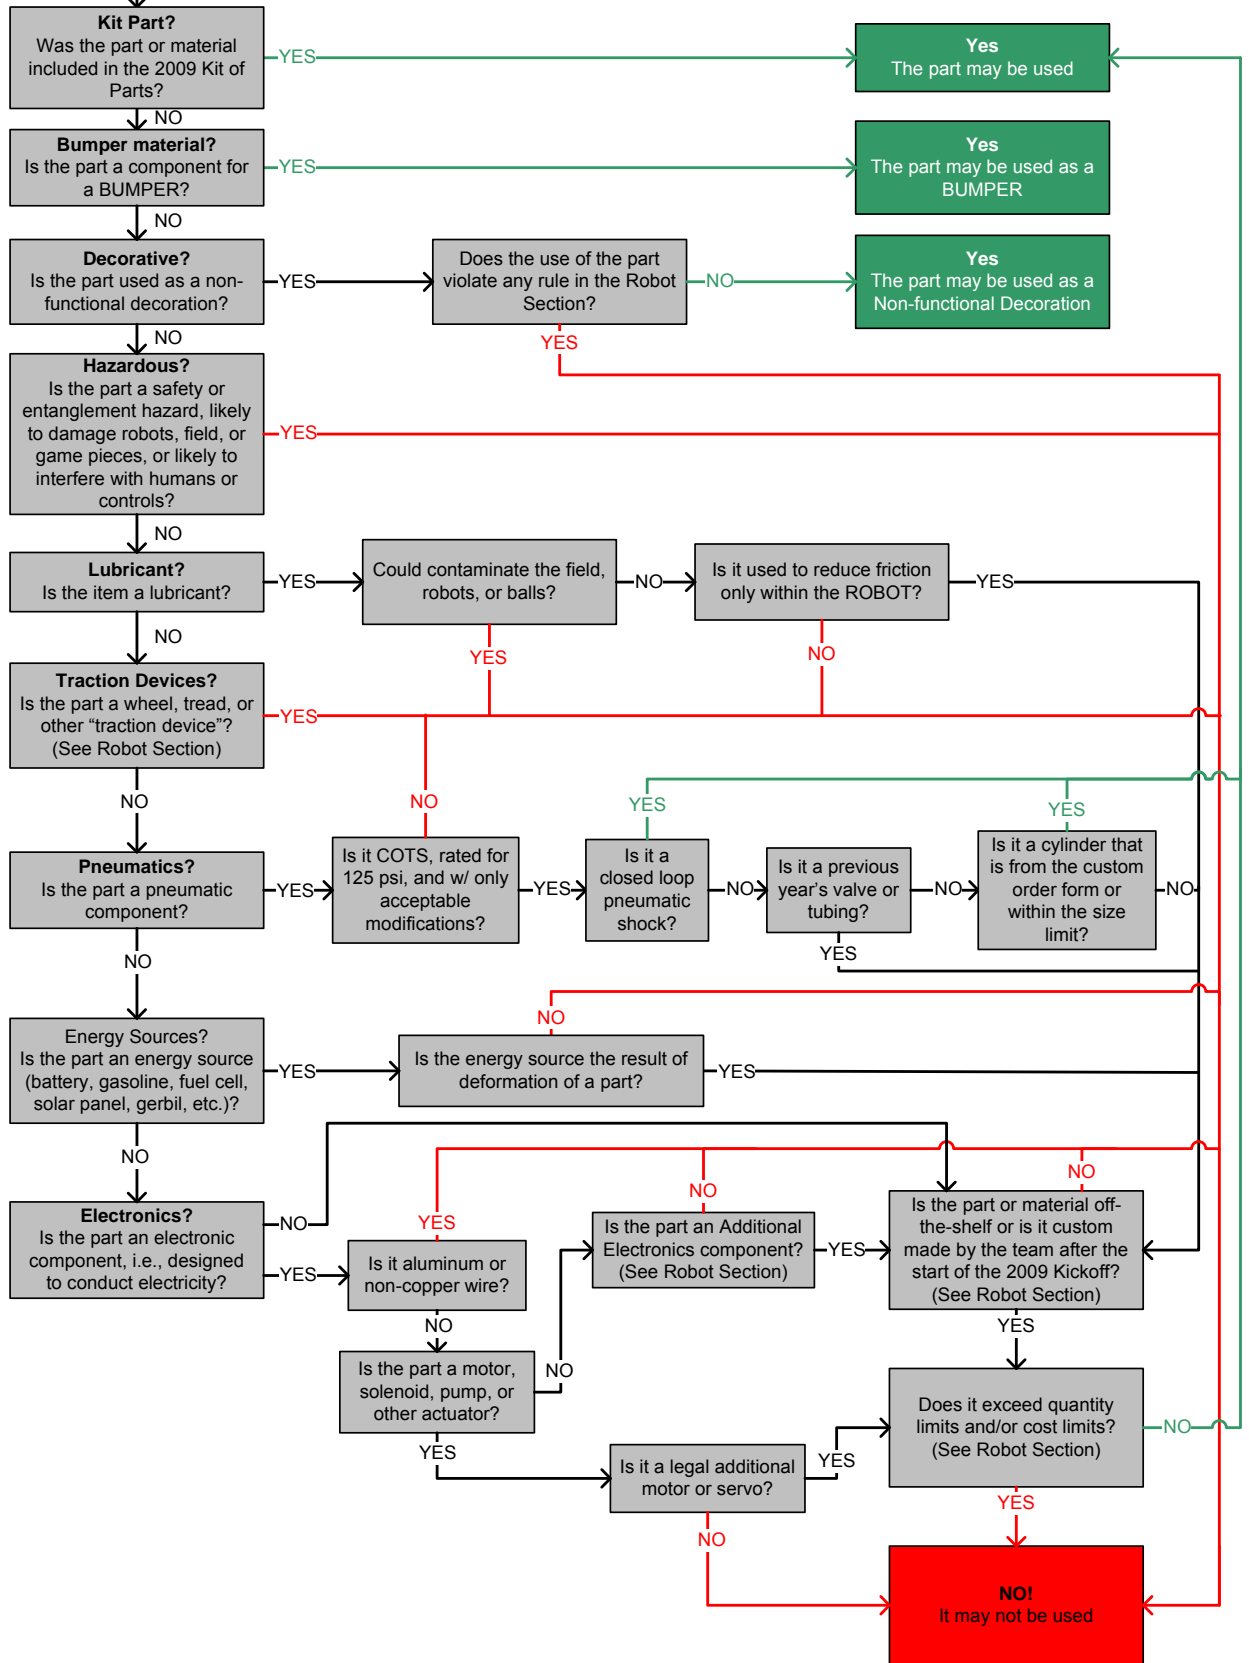 Kit Part?
Was the part or material
included in the 2009 Kit of
Parts?
YES
Yes
The part may be used
NO
Bumper material?
Is the part a component for
a BUMPER?
YES
Yes
The part may be used as a
BUMPER
NO
Decorative?
Is the part used as a non-
functional decoration?
YES
Does the use of the part
violate any rule in the Robot
Section?
NO
Yes
The part may be used as a
Non-functional Decoration
YES
NO
Hazardous?
Is the part a safety or
entanglement hazard, likely
to damage robots, field, or
game pieces, or likely to
interfere with humans or
controls?
YES
NO
Lubricant?
Is the item a lubricant?
YES
Could contaminate the field,
robots, or balls?
NO
Is it used to reduce friction
only within the ROBOT?
YES
YES
NO
NO
Traction Devices?
Is the part a wheel, tread, or
other “traction device”?
(See Robot Section)
YES
NO
NO
YES
YES
Pneumatics?
Is the part a pneumatic
component?
YES
Is it COTS, rated for
125 psi, and w/ only
acceptable
modifications?
YES
Is it a
closed loop
pneumatic
shock?
NO
Is it a previous
year’s valve or
tubing?
NO
Is it a cylinder that
is from the custom
order form or
within the size
limit?
NO
YES
NO
Energy Sources?
Is the part an energy source
(battery, gasoline, fuel cell,
solar panel, gerbil, etc.)?
YES
NO
Is the energy source the result of
deformation of a part?
YES
NO
Electronics?
Is the part an electronic
component, i.e., designed
to conduct electricity?
NO
YES
YES
Is it aluminum or
non-copper wire?
NO
NO
Is the part an Additional
Electronics component?
(See Robot Section)
YES
NO
Is the part or material off-
the-shelf or is it custom
made by the team after the
start of the 2009 Kickoff?
(See Robot Section)
YES
Is the part a motor,
solenoid, pump, or
other actuator?
NO
YES
Is it a legal additional
motor or servo?
YES
NO
Does it exceed quantity
limits and/or cost limits?
(See Robot Section)
NO
YES
NO!
It may not be used